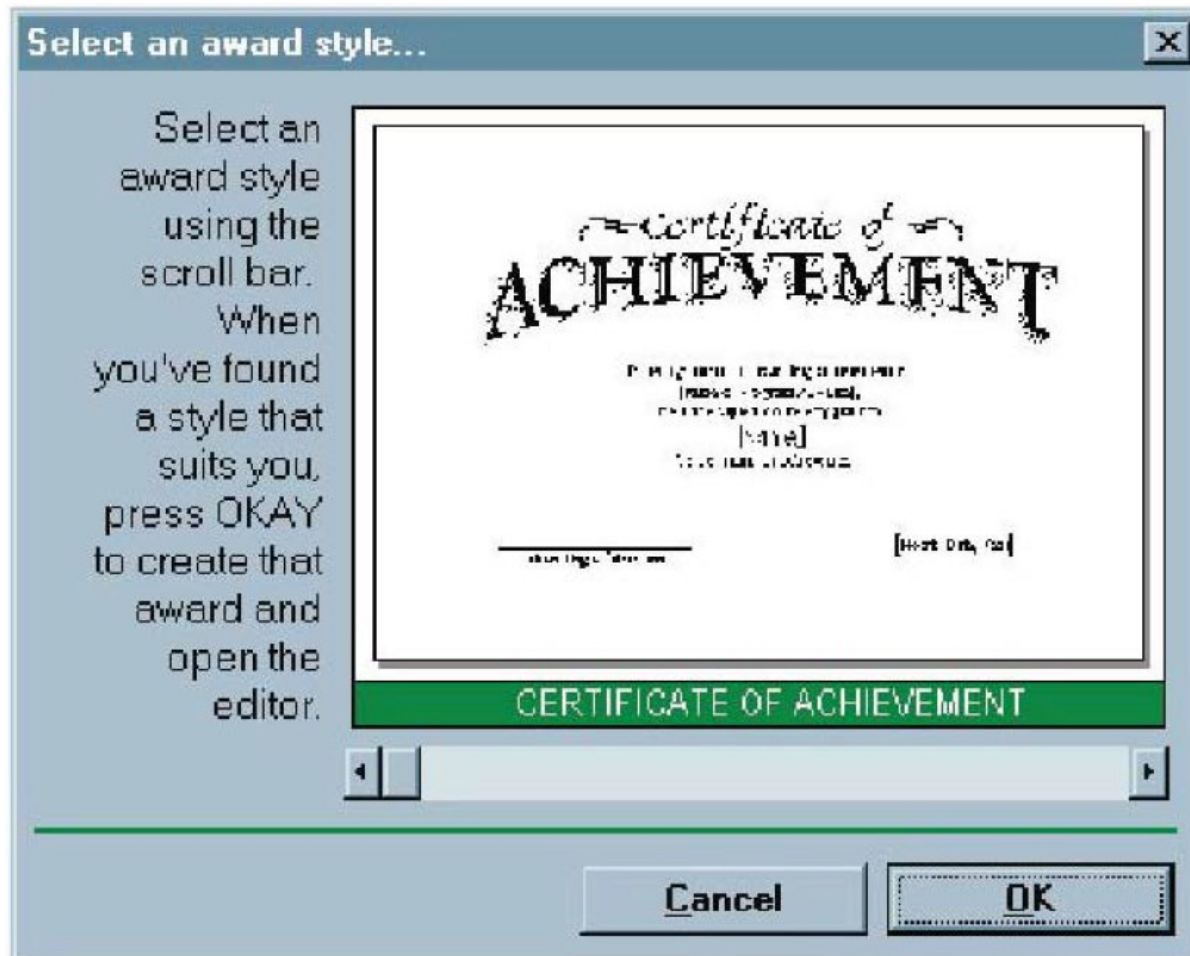 Select an award style...
Select an
award style
using the
scroll bar.
When
you've found
a style that
suits you,
press OKAY
to create that
award and
open the
editor.
Certificate of
ACHIEVEMENT
CERTIFICATE OF ACHIEVEMENT
Cancel
OK